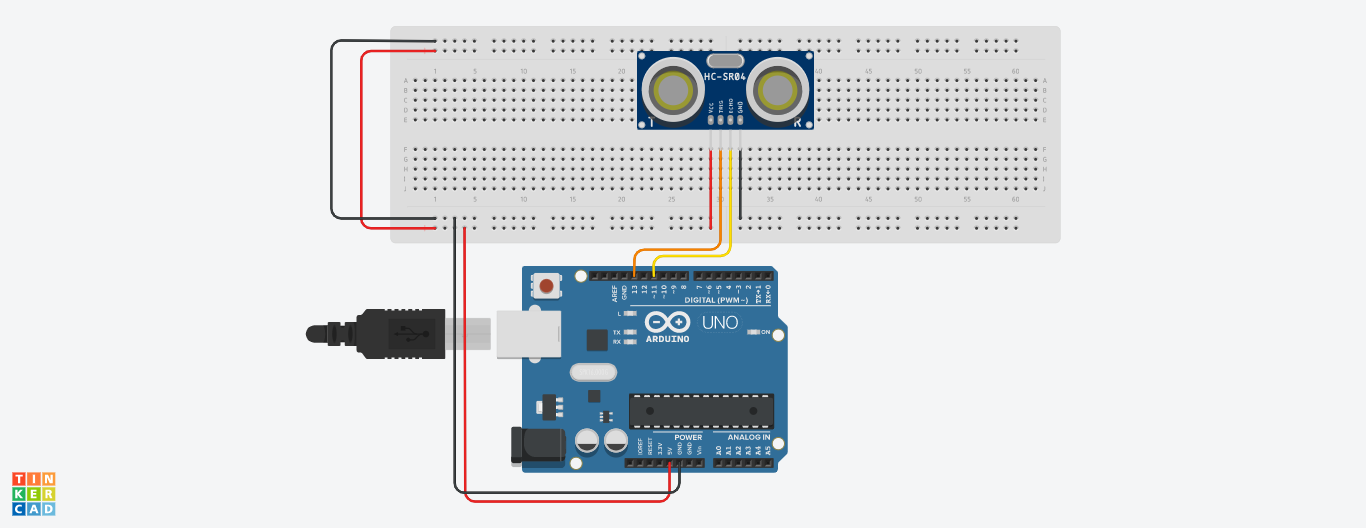 1 5 10 15 20 40 45 50 55 60
HC-SR04
VCC TRIG ECHO GND
T R
A A
B B
C C
D D
E E
F F
G G
H H
I I
J J
1 5 10 15 20 25 30 35 40 45 50 55 60
AREF GND 13 12 ~11 ~10 ~9 8 7 ~6 ~5 4 ~3 2 TX→1 RX←0
DIGITAL (PWM~)
L
TX
RX
ARDUINO
UNO
ON
POWER
ANALOG IN
IOREF RESET 3.3V 5V GND GND Vin A0 A1 A2 A3 A4 A5
TIN
KER
CAD